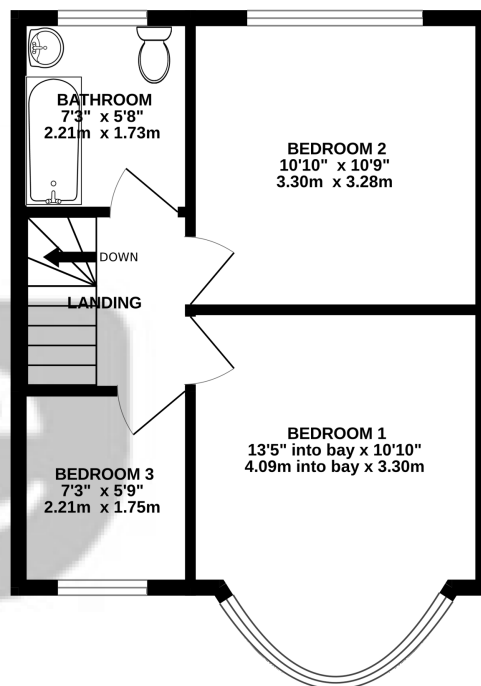 BATHROOM
7'3" x 5'8"
2.21m x 1.73m
BEDROOM 2
10'10" x 10'9"
3.30m x 3.28m
DOWN
LANDING
BEDROOM 1
13'5" into bay x 10'10"
4.09m into bay x 3.30m
BEDROOM 3
7'3" x 5'9"
2.21m x 1.75m